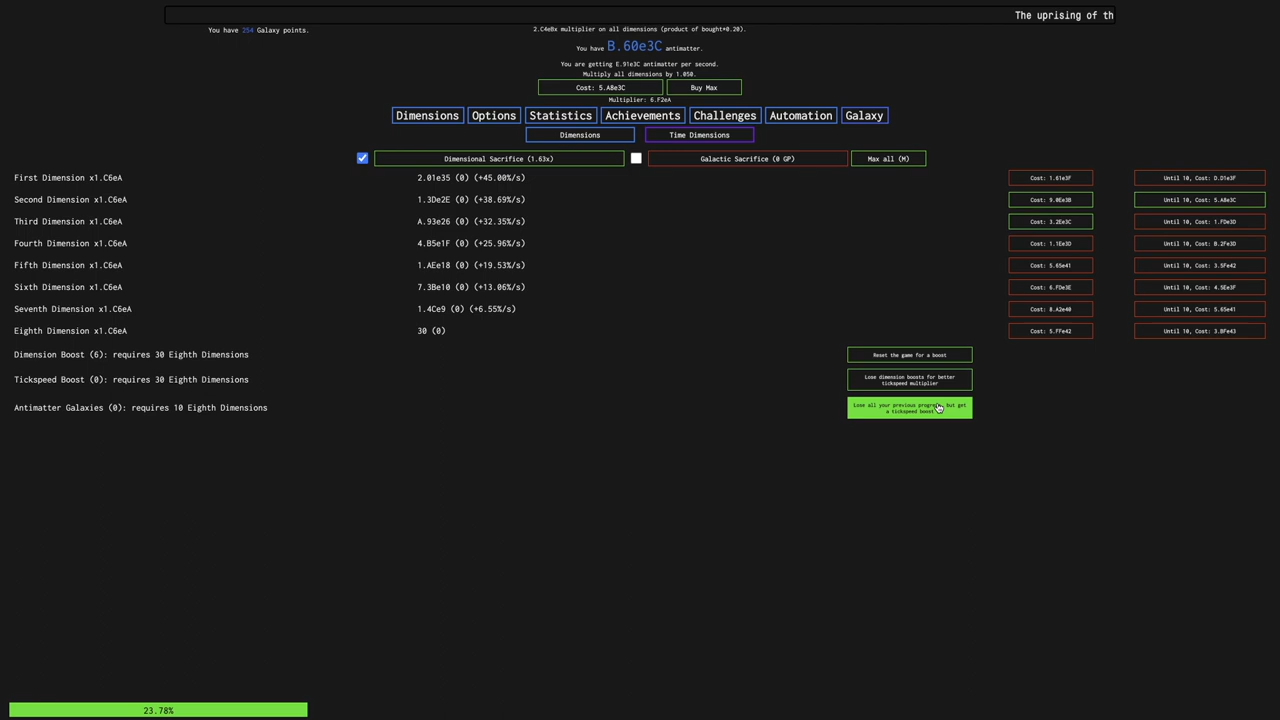 The uprising of th
You have 254 Galaxy points.
2.C4e8x multiplier on all dimensions (product of bought*0.20).
You have B.60e3C antimatter.
You are getting E.91e3C antimatter per second.
Multiply all dimensions by 1.050.
Cost: 5.A8e3C Buy Max
Multiplier: 6.F2eA
Dimensions Options Statistics Achievements Challenges Automation Galaxy
Dimensions Time Dimensions
Dimensional Sacrifice (1.63x) Galactic Sacrifice (0 GP) Max all (M)
First Dimension x1.C6eA 2.01e35 (0) (+45.00%/s) Cost: 1.61e3F Until 10, Cost: D.D1e3F
Second Dimension x1.C6eA 1.3De2E (0) (+38.69%/s) Cost: 9.0Ee3B Until 10, Cost: 5.A8e3C
Third Dimension x1.C6eA A.93e26 (0) (+32.35%/s) Cost: 3.2Ee3C Until 10, Cost: 1.FDe3D
Fourth Dimension x1.C6eA 4.B5e1F (0) (+25.96%/s) Cost: 1.1Ee3D Until 10, Cost: B.2Fe3D
Fifth Dimension x1.C6eA 1.AEe18 (0) (+19.53%/s) Cost: 5.65e41 Until 10, Cost: 3.5Fe42
Sixth Dimension x1.C6eA 7.3Be10 (0) (+13.06%/s) Cost: 6.FDe3E Until 10, Cost: 4.5Ee3F
Seventh Dimension x1.C6eA 1.4Ce9 (0) (+6.55%/s) Cost: 8.A2e40 Until 10, Cost: 5.65e41
Eighth Dimension x1.C6eA 30 (0) Cost: 5.FFe42 Until 10, Cost: 3.BFe43
Dimension Boost (6): requires 30 Eighth Dimensions Reset the game for a boost
Tickspeed Boost (0): requires 30 Eighth Dimensions Lose dimension boosts for better
tickspeed multiplier
Antimatter Galaxies (0): requires 10 Eighth Dimensions Lose all your previous progress, but get
a tickspeed boost
23.78%